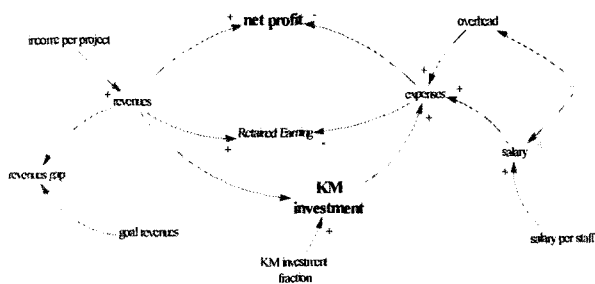 net profit
income per project
overhead
revenues
expenses
Retained Earning
salary
revenues gap
KM
investment
goal revenues
salary per staff
KM investment
fraction